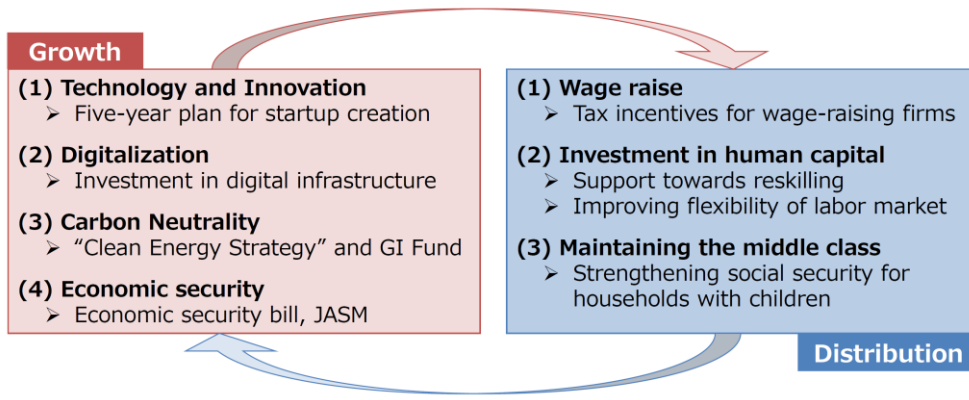 Growth
(1) Technology and Innovation
➢ Five-year plan for startup creation
(2) Digitalization
➢ Investment in digital infrastructure
(3) Carbon Neutrality
➢ “Clean Energy Strategy” and GI Fund
(4) Economic security
➢ Economic security bill, JASM
(1) Wage raise
➢ Tax incentives for wage-raising firms
(2) Investment in human capital
➢ Support towards reskilling
➢ Improving flexibility of labor market
(3) Maintaining the middle class
➢ Strengthening social security for
households with children
Distribution